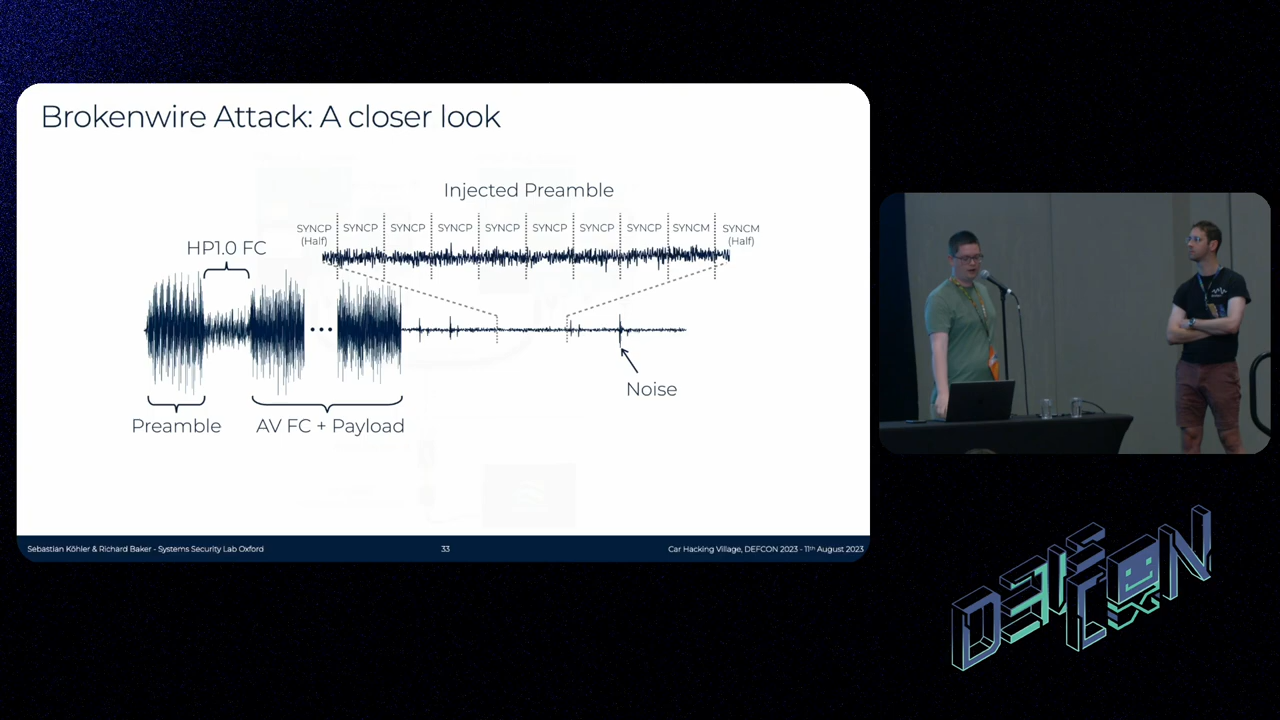 Brokenwire Attack: A closer look
Injected Preamble
SYNCP (Half)
SYNCP
SYNCP
SYNCP
SYNCP
SYNCP
SYNCP
SYNCP
SYNCM
SYNCM (Half)
HP1.0 FC
Noise
Preamble
AV FC + Payload
Sebastian Köhler & Richard Baker - Systems Security Lab Oxford
33
Car Hacking Village, DEFCON 2023 - 11th August 2023
DEFCON